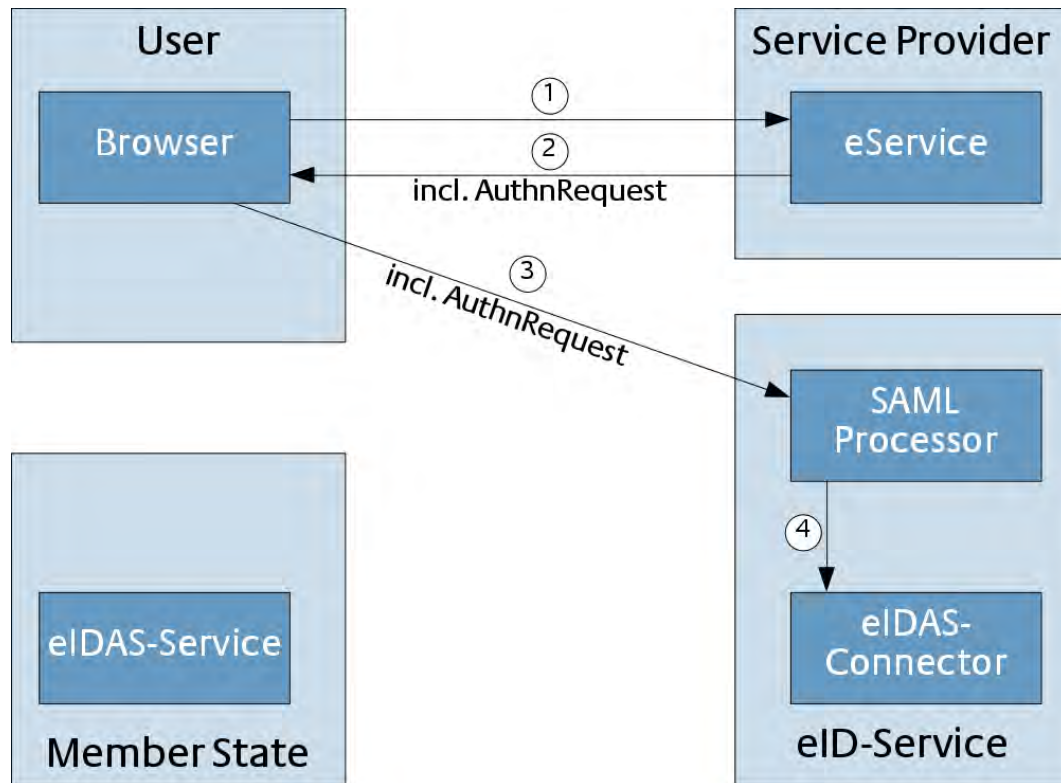 User
Service Provider
Browser
1
eService
2
incl. AuthnRequest
3
incl. AuthnRequest
SAML
Processor
4
eIDAS-Service
eIDAS-
Connector
Member State
eID-Service